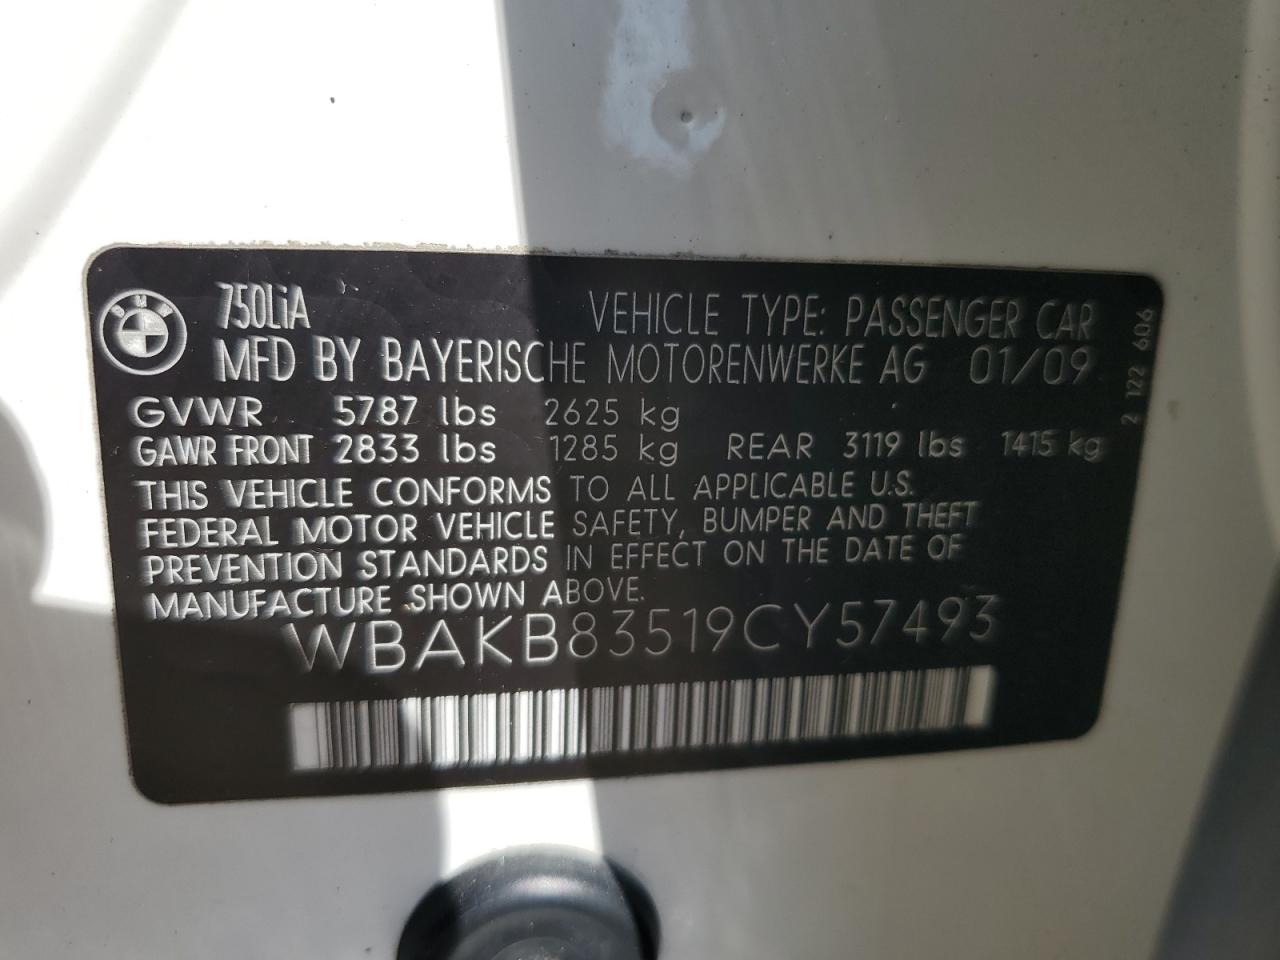 750LiA VEHICLE TYPE: PASSENGER CAR
MFD BY BAYERISCHE MOTORENWERKE AG 01/09
GVWR 5787 lbs 2625 kg
GAWR FRONT 2833 lbs 1285 kg REAR 3119 lbs 1415 kg
THIS VEHICLE CONFORMS TO ALL APPLICABLE U.S.
FEDERAL MOTOR VEHICLE SAFETY, BUMPER AND THEFT
PREVENTION STANDARDS IN EFFECT ON THE DATE OF
MANUFACTURE SHOWN ABOVE.
WBAKB83519CY57493
2 122 606
BMW